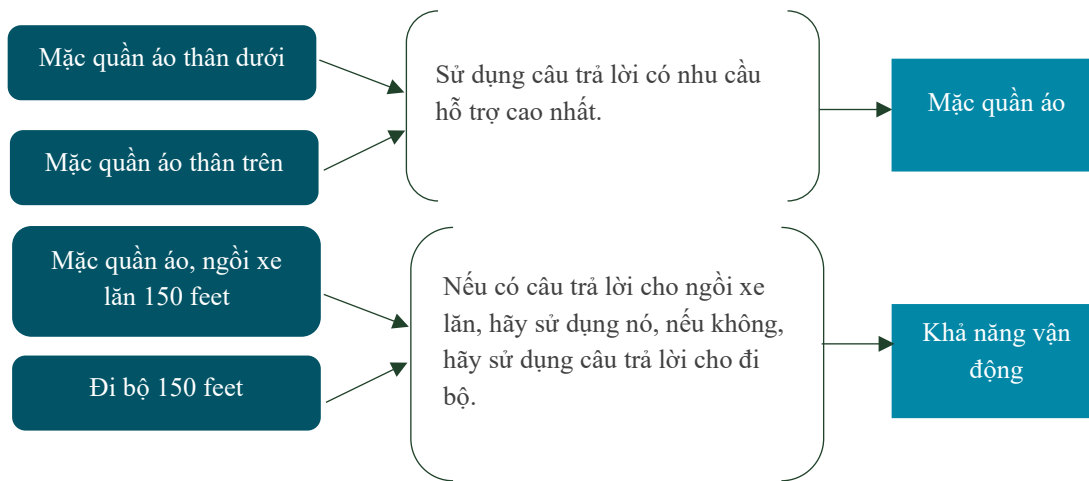 Mặc quần áo thân dưới
Mặc quần áo thân trên
Sử dụng câu trả lời có nhu cầu
hỗ trợ cao nhất.
Mặc quần áo
Mặc quần áo, ngồi xe
lăn 150 feet
Đi bộ 150 feet
Nếu có câu trả lời cho ngồi xe
lăn, hãy sử dụng nó, nếu không,
hãy sử dụng câu trả lời cho đi
bộ.
Khả năng vận
động